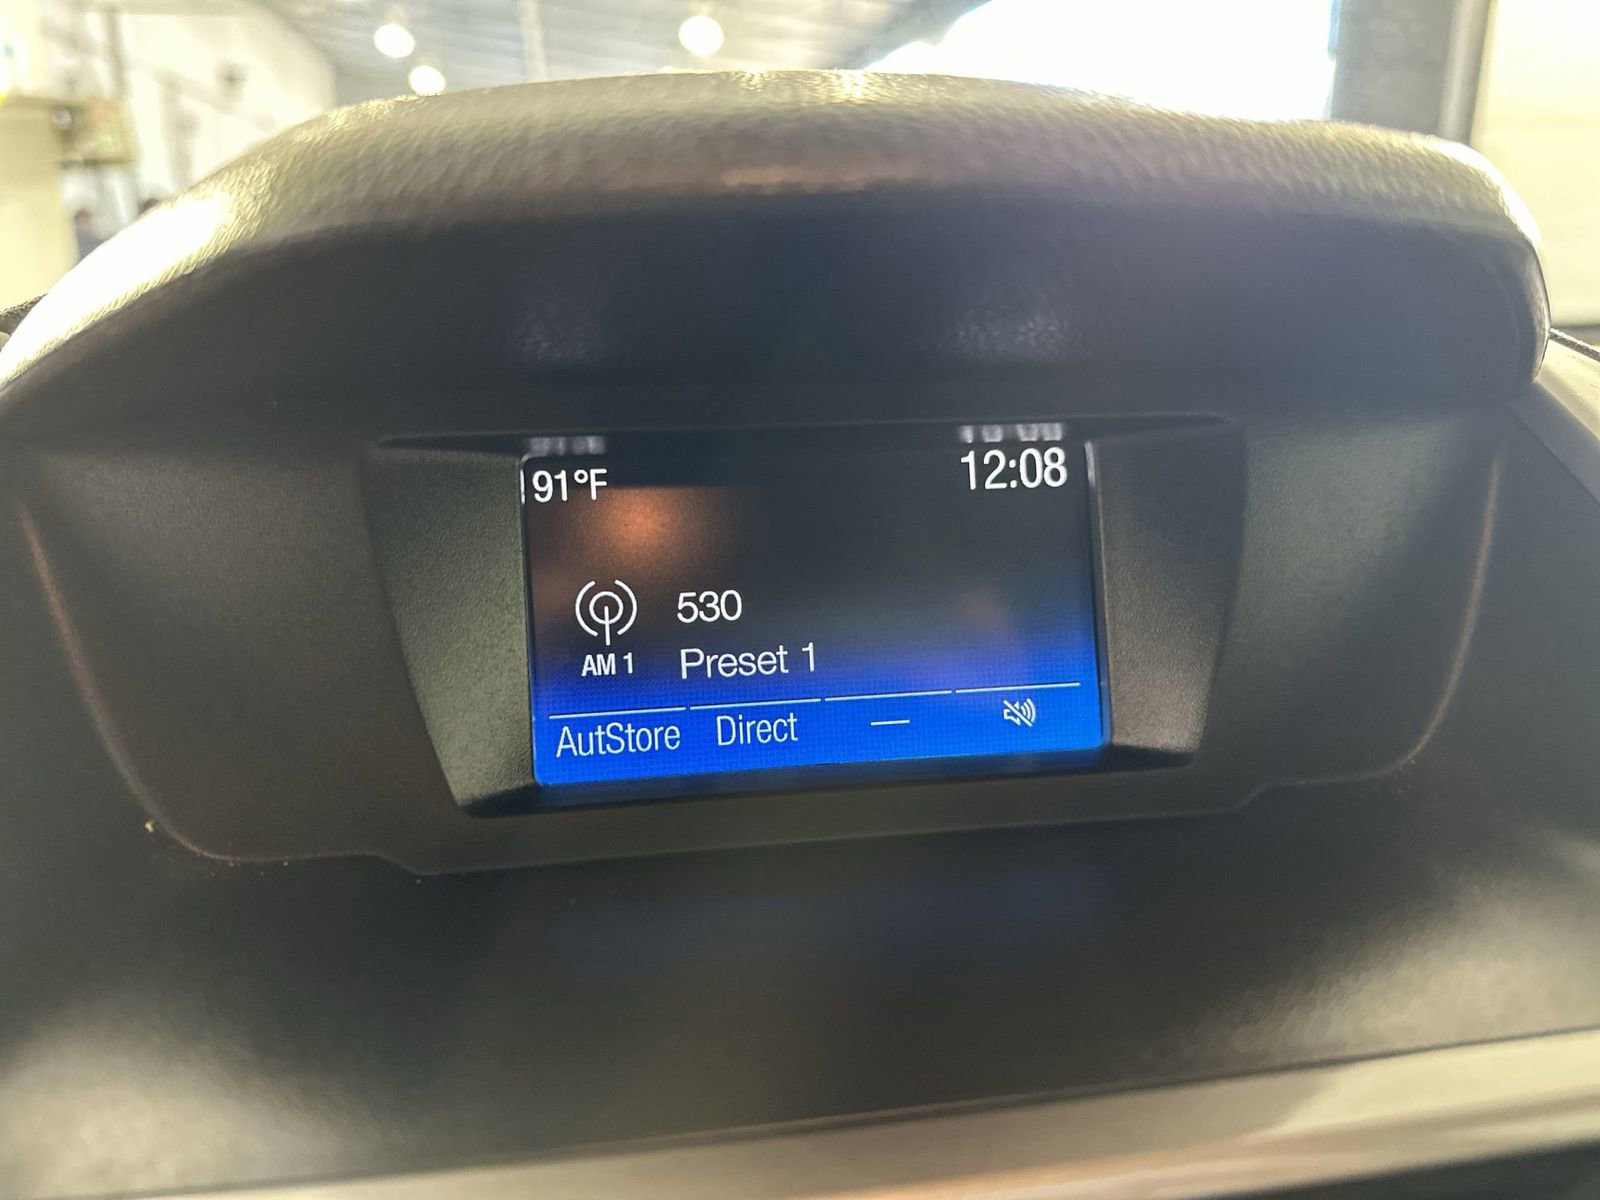 91°F 12:08
530
AM 1 Preset 1
AutStore Direct —